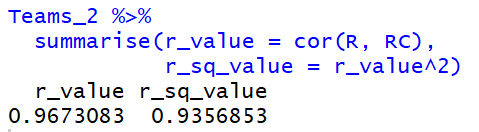 Teams_2 %>%
summarise(r_value = cor(R, RC),
r_sq_value = r_value^2)
r_value r_sq_value
0.9673083 0.9356853